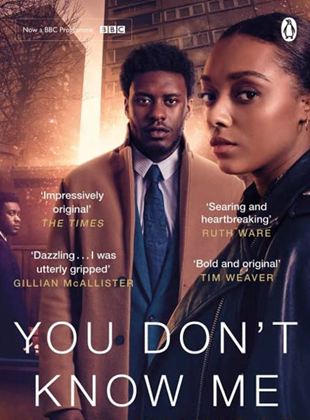 Now a BBC Programme BBC
'Impressively
original'
THE TIMES
'Searing and
heartbreaking'
RUTH WARE
'Dazzling...I was
utterly gripped'
GILLIAN McALLISTER
'Bold and original'
TIM WEAVER
YOU DON'T
KNOW ME